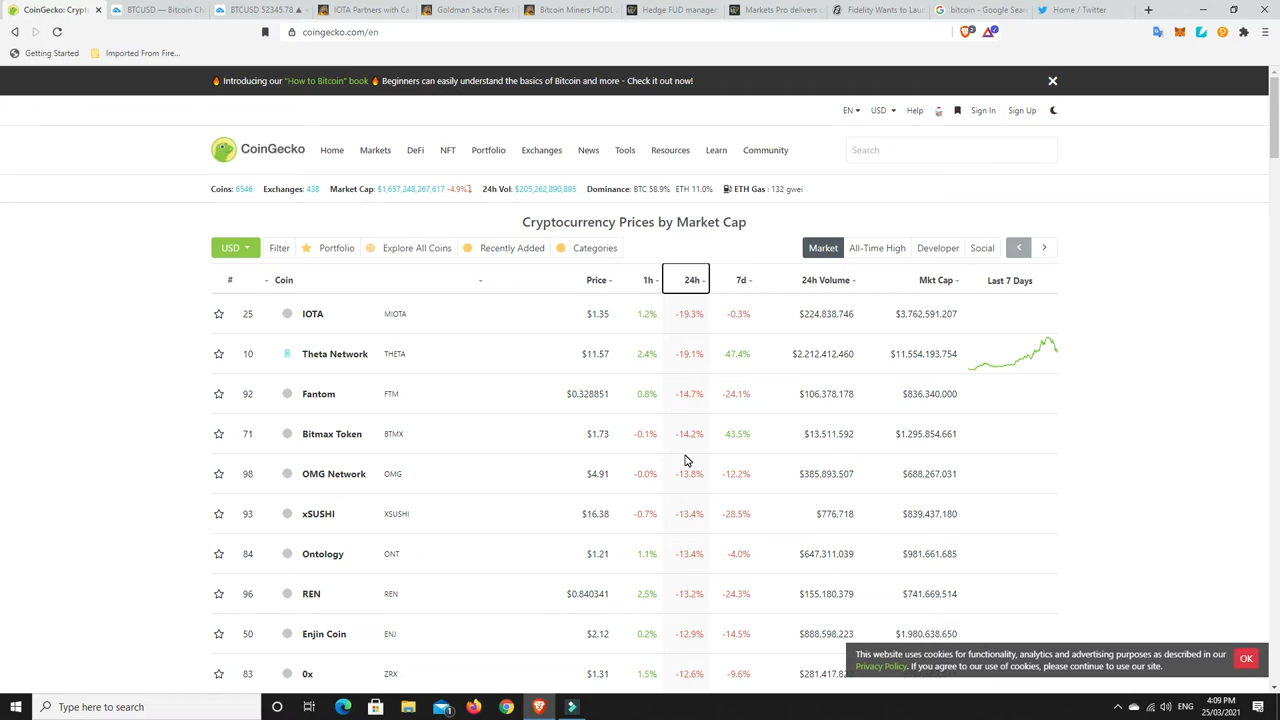 CoinGecko: Crypto
BTCUSD — Bitcoin Ch
BTCUSD 52345.78 ▲
IOTA Partners with Ca
Goldman Sachs Files
Bitcoin Miners HODL
Hedge FUD manage
Markets Pro delivers
Fidelity Wants to Lau
bitcoin - Google Sear
Home / Twitter
coingecko.com/en
Getting Started
Imported From Fire...
🔥 Introducing our "How to Bitcoin" book 🔥 Beginners can easily understand the basics of Bitcoin and more - Check it out now!
EN USD Help Sign In Sign Up
CoinGecko Home Markets DeFi NFT Portfolio Exchanges News Tools Resources Learn Community Search
Coins: 6546 Exchanges: 438 Market Cap: $1,657,248,267,617 -4.9% 24h Vol: $205,262,890,895 Dominance: BTC 58.9% ETH 11.0% ETH Gas : 132 gwei
Cryptocurrency Prices by Market Cap
USD Filter Portfolio Explore All Coins Recently Added Categories Market All-Time High Developer Social < >
# Coin Price 1h 24h 7d 24h Volume Mkt Cap Last 7 Days
25 IOTA MIOTA $1.35 1.2% -19.3% -0.3% $224,838,746 $3,762,591,207
10 Theta Network THETA $11.57 2.4% -19.1% 47.4% $2,212,412,460 $11,554,193,754
92 Fantom FTM $0.328851 0.8% -14.7% -24.1% $106,378,178 $836,340,000
71 Bitmax Token BTMX $1.73 -0.1% -14.2% 43.5% $13,511,592 $1,295,854,661
98 OMG Network OMG $4.91 -0.0% -13.8% -12.2% $385,893,507 $688,267,031
93 xSUSHI XSUSHI $16.38 -0.7% -13.4% -28.5% $776,718 $839,437,180
84 Ontology ONT $1.21 1.1% -13.4% -4.0% $647,311,039 $981,661,685
96 REN REN $0.840341 2.5% -13.2% -24.3% $155,180,379 $741,669,514
50 Enjin Coin ENJ $2.12 0.2% -12.9% -14.5% $888,598,223 $1,980,638,650
83 0x ZRX $1.31 1.5% -12.6% -9.6%
This website uses cookies for functionality, analytics and advertising purposes as described in our
Privacy Policy. If you agree to our use of cookies, please continue to use our site.
OK
Type here to search
ENG
4:09 PM
25/03/2021